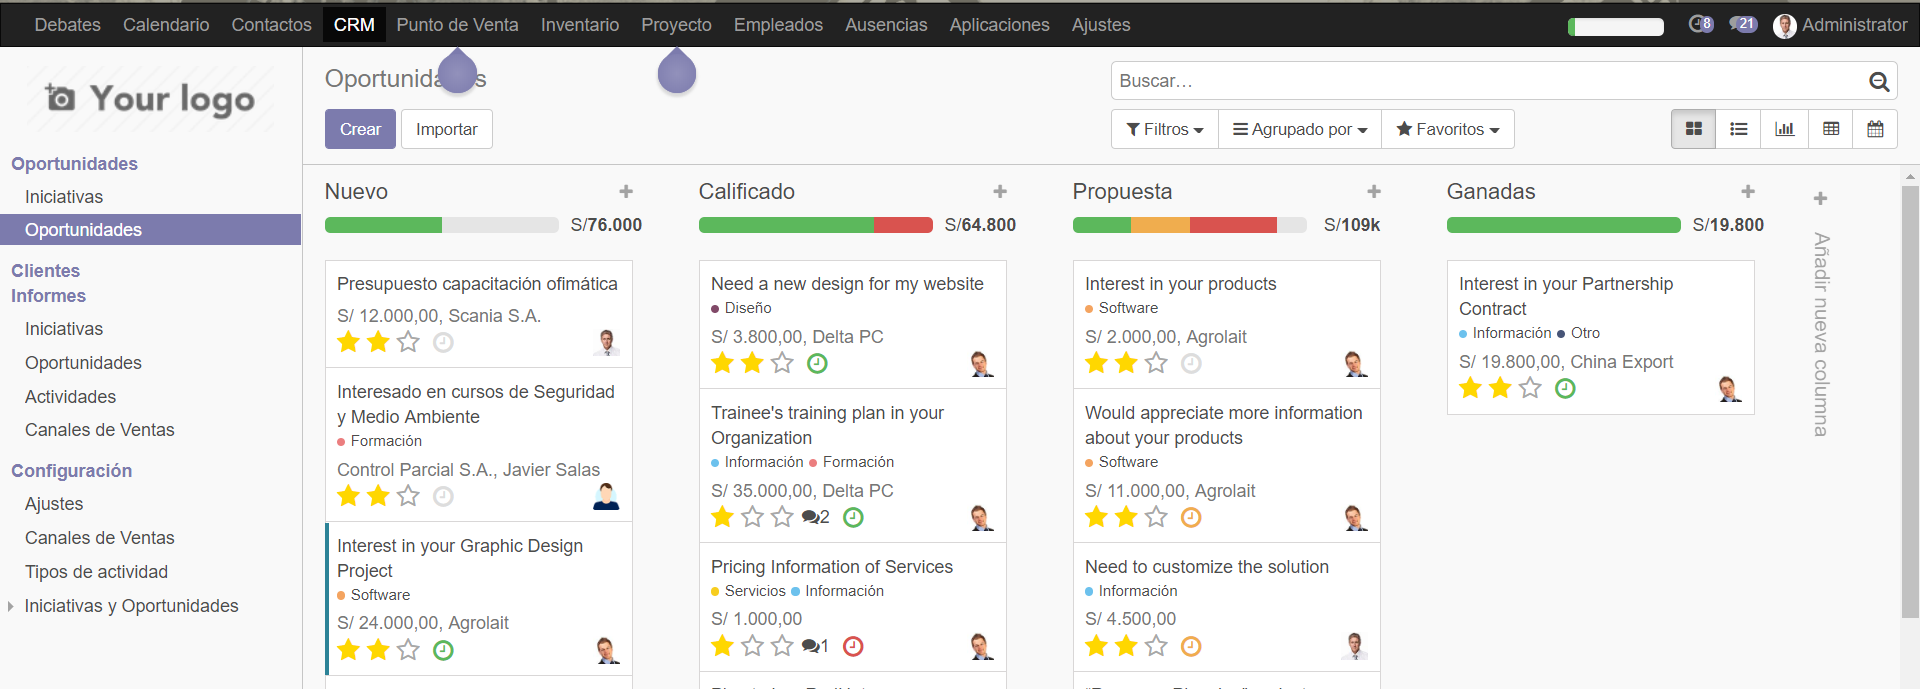 Debates Calendario Contactos CRM Punto de Venta Inventario Proyecto Empleados Ausencias Aplicaciones Ajustes 8 21 Administrator
Your logo
Oportunidades
Iniciativas
Oportunidades
Clientes
Informes
Iniciativas
Oportunidades
Actividades
Canales de Ventas
Configuración
Ajustes
Canales de Ventas
Tipos de actividad
Iniciativas y Oportunidades
Buscar...
Crear Importar
Filtros Agrupado por Favoritos
Nuevo
S/76.000
Presupuesto capacitación ofimática
S/ 12.000,00, Scania S.A.
Interesado en cursos de Seguridad
y Medio Ambiente
Formación
Control Parcial S.A., Javier Salas
Interest in your Graphic Design
Project
Software
S/ 24.000,00, Agrolait
Calificado
S/64.800
Need a new design for my website
Diseño
S/ 3.800,00, Delta PC
Trainee's training plan in your
Organization
Información Formación
S/ 35.000,00, Delta PC
2
Pricing Information of Services
Servicios Información
S/ 1.000,00
1
Propuesta
S/109k
Interest in your products
Software
S/ 2.000,00, Agrolait
Would appreciate more information
about your products
Software
S/ 11.000,00, Agrolait
Need to customize the solution
Información
S/ 4.500,00
Ganadas
S/19.800
Interest in your Partnership
Contract
Información Otro
S/ 19.800,00, China Export
Añadir nueva columna